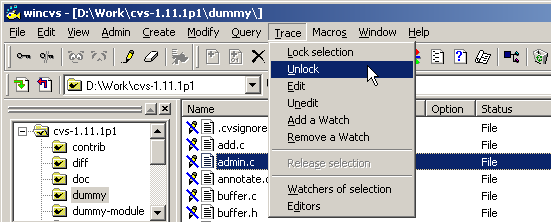 wincvs - [D:\Work\cvs-1.11.1p1\dummy\]
File Edit View Admin Create Modify Query Trace Macros Window Help
Lock selection
Unlock
Edit
Unedit
Add a Watch
Remove a Watch
Release selection
Watchers of selection
Editors
D:\Work\cvs-1.11.1p1
cvs-1.11.1p1
contrib
diff
doc
dummy
dummy-module
Name Option Status
.cvsignore File
add.c File
admin.c File
annotate. File
buffer.c File
buffer.h File